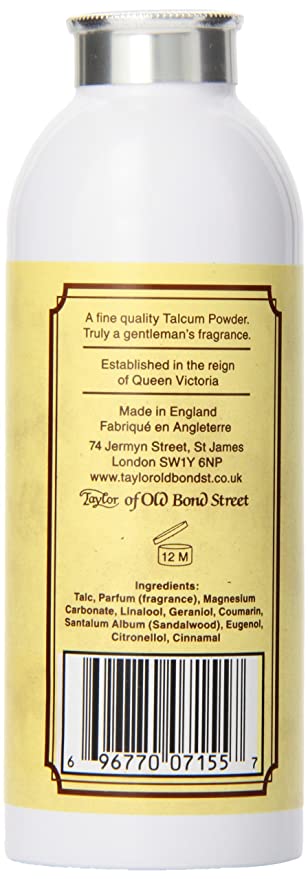 A fine quality Talcum Powder.
Truly a gentleman's fragrance.
Established in the reign
of Queen Victoria
Made in England
Fabriqué en Angleterre
74 Jermyn Street, St James
London SW1Y 6NP
www.tayloroldbondst.co.uk
Taylor of Old Bond Street
12 M
Ingredients:
Talc, Parfum (fragrance), Magnesium
Carbonate, Linalool, Geraniol, Coumarin,
Santalum Album (Sandalwood), Eugenol,
Citronellol, Cinnamal
6 96770 07155 7